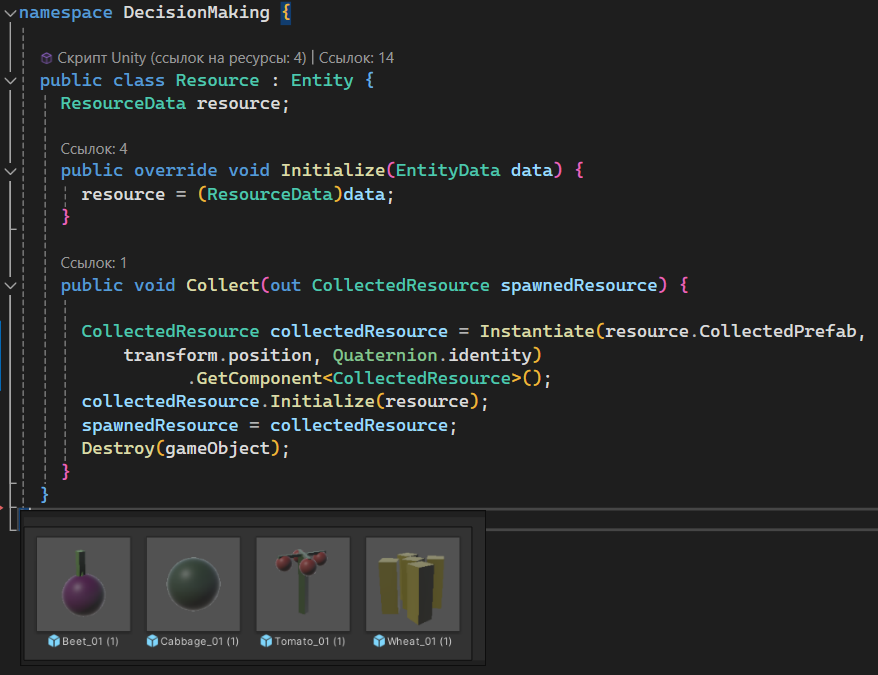 namespace DecisionMaking {
Скрипт Unity (ссылок на ресурсы: 4) | Ссылок: 14
public class Resource : Entity {
ResourceData resource;
Ссылок: 4
public override void Initialize(EntityData data) {
resource = (ResourceData)data;
}
Ссылок: 1
public void Collect(out CollectedResource spawnedResource) {
CollectedResource collectedResource = Instantiate(resource.CollectedPrefab,
transform.position, Quaternion.identity)
.GetComponent<CollectedResource>();
collectedResource.Initialize(resource);
spawnedResource = collectedResource;
Destroy(gameObject);
}
}
Beet_01 (1)
Cabbage_01 (1)
Tomato_01 (1)
Wheat_01 (1)